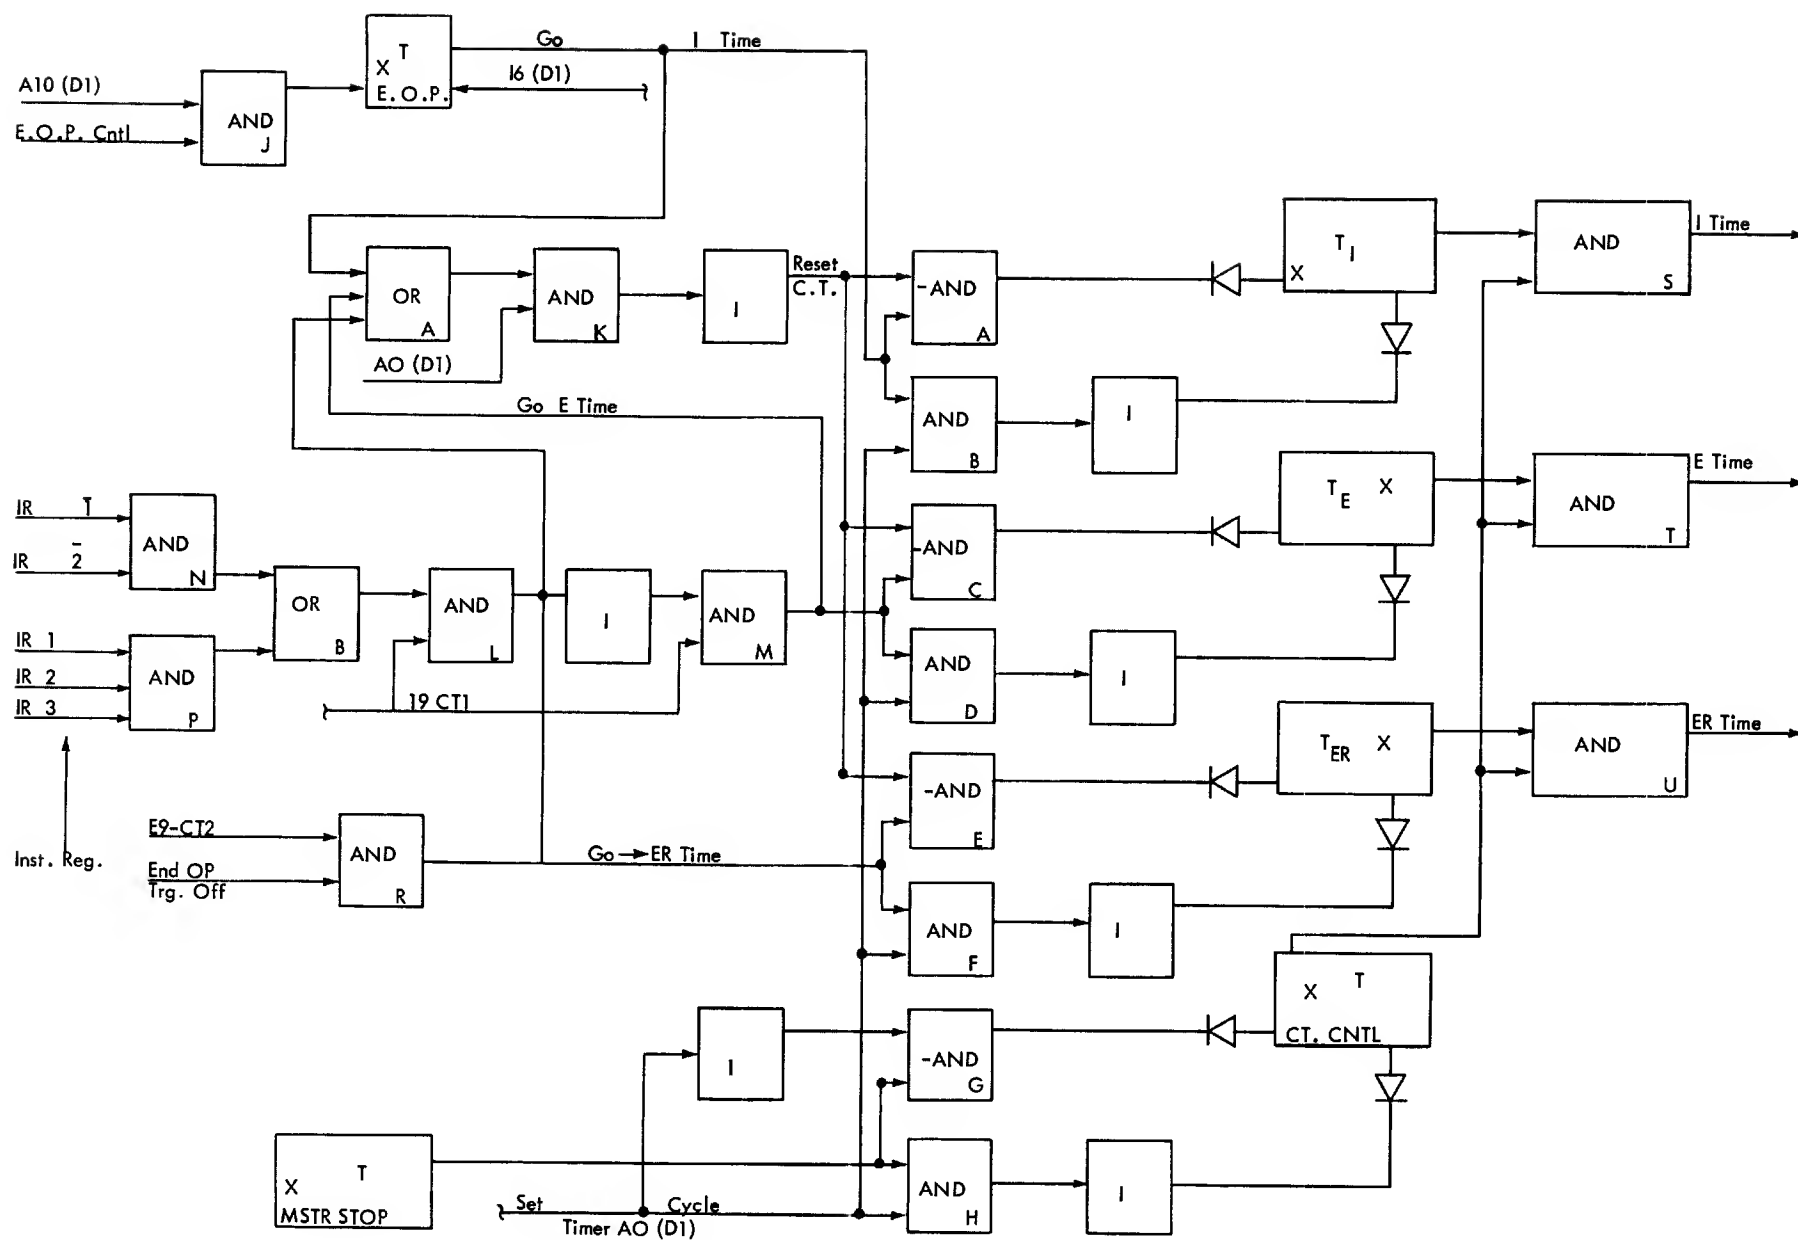 T
X
E.O.P.
Go
I Time
I6 (D1)
A10 (D1)
E.O.P. Cntl
AND
J
OR
A
AND
K
I
Reset
C.T.
AO (D1)
-AND
A
T I
X
AND
S
I Time
Go E Time
AND
B
I
IR 1̅
IR 2̅
AND
N
OR
B
AND
L
I
AND
M
-AND
C
T E X
AND
T
E Time
IR 1
IR 2
IR 3
AND
P
19 CT1
AND
D
I
Inst. Reg.
E9-CT2
End OP
Trg. Off
AND
R
Go → ER Time
-AND
E
T ER X
AND
U
ER Time
AND
F
I
X T
CT. CNTL
I
-AND
G
X T
MSTR STOP
Set Cycle
Timer AO (D1)
AND
H
I